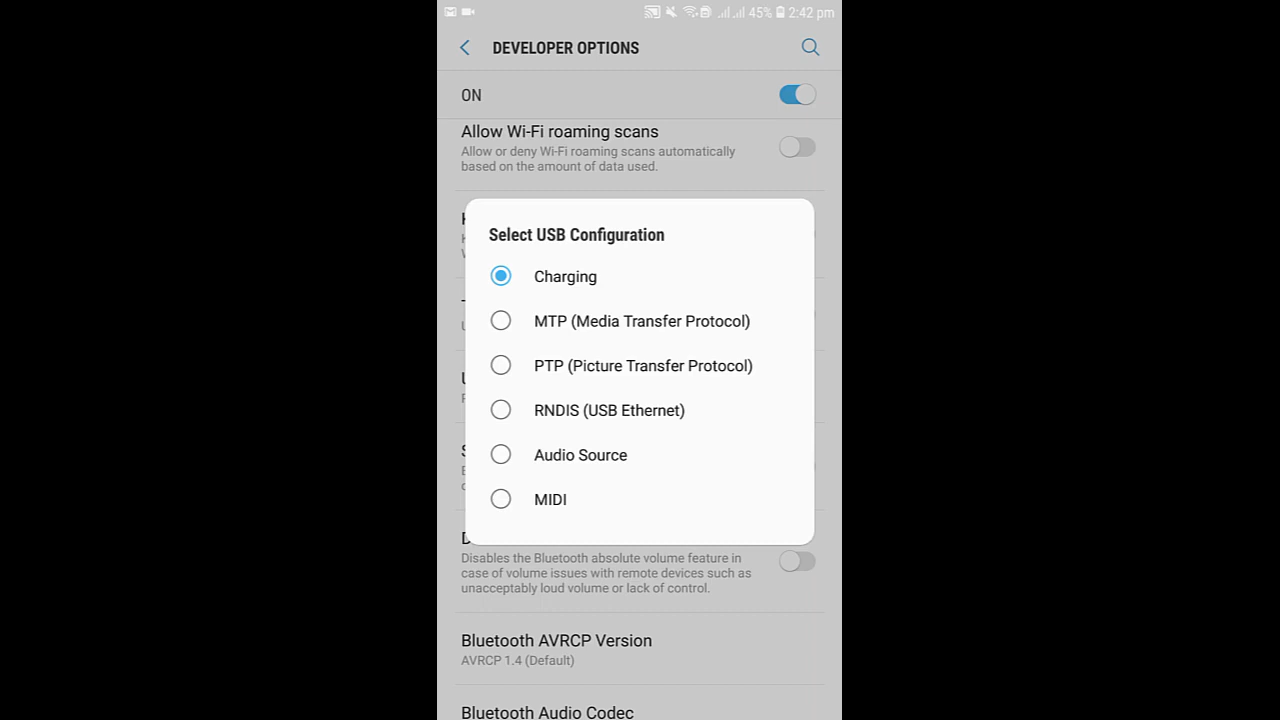 45% 2:42 pm
DEVELOPER OPTIONS
ON
Allow Wi-Fi roaming scans
Allow or deny Wi-Fi roaming scans automatically
based on the amount of data used.
Select USB Configuration
Charging
MTP (Media Transfer Protocol)
PTP (Picture Transfer Protocol)
RNDIS (USB Ethernet)
Audio Source
MIDI
Disables the Bluetooth absolute volume feature in
case of volume issues with remote devices such as
unacceptably loud volume or lack of control.
Bluetooth AVRCP Version
AVRCP 1.4 (Default)
Bluetooth Audio Codec